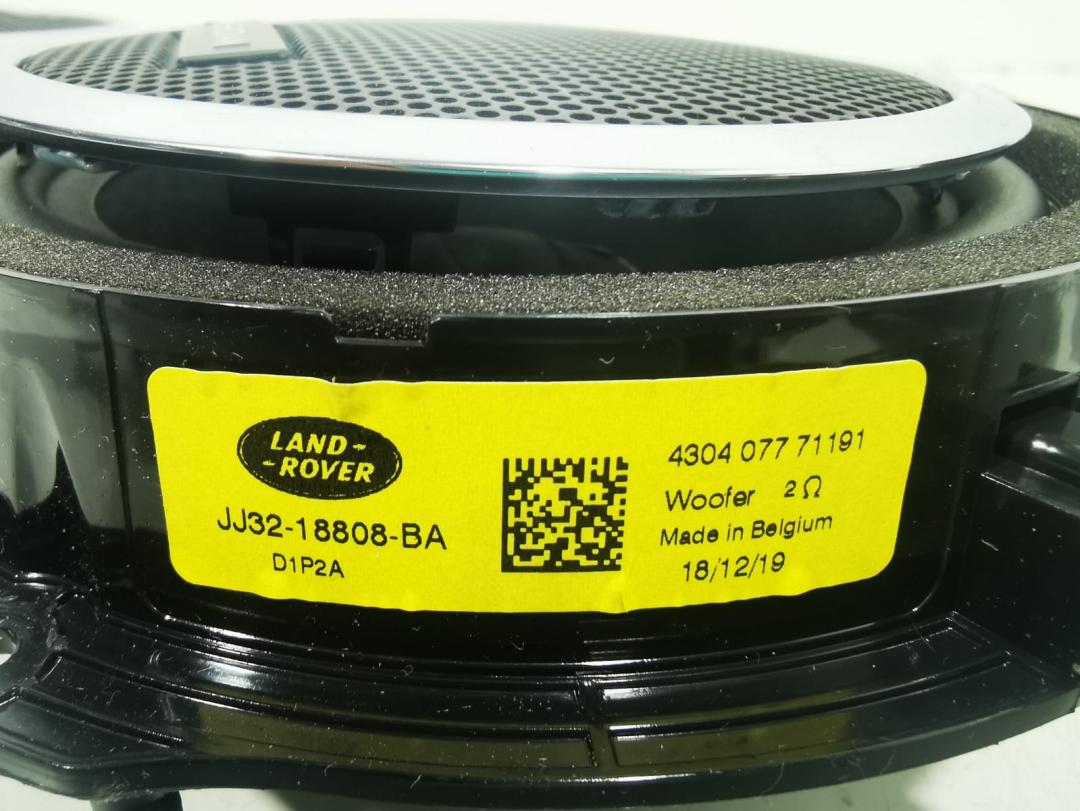 LAND-
-ROVER
JJ32-18808-BA
D1P2A
4304 077 71191
Woofer 2Ω
Made in Belgium
18/12/19